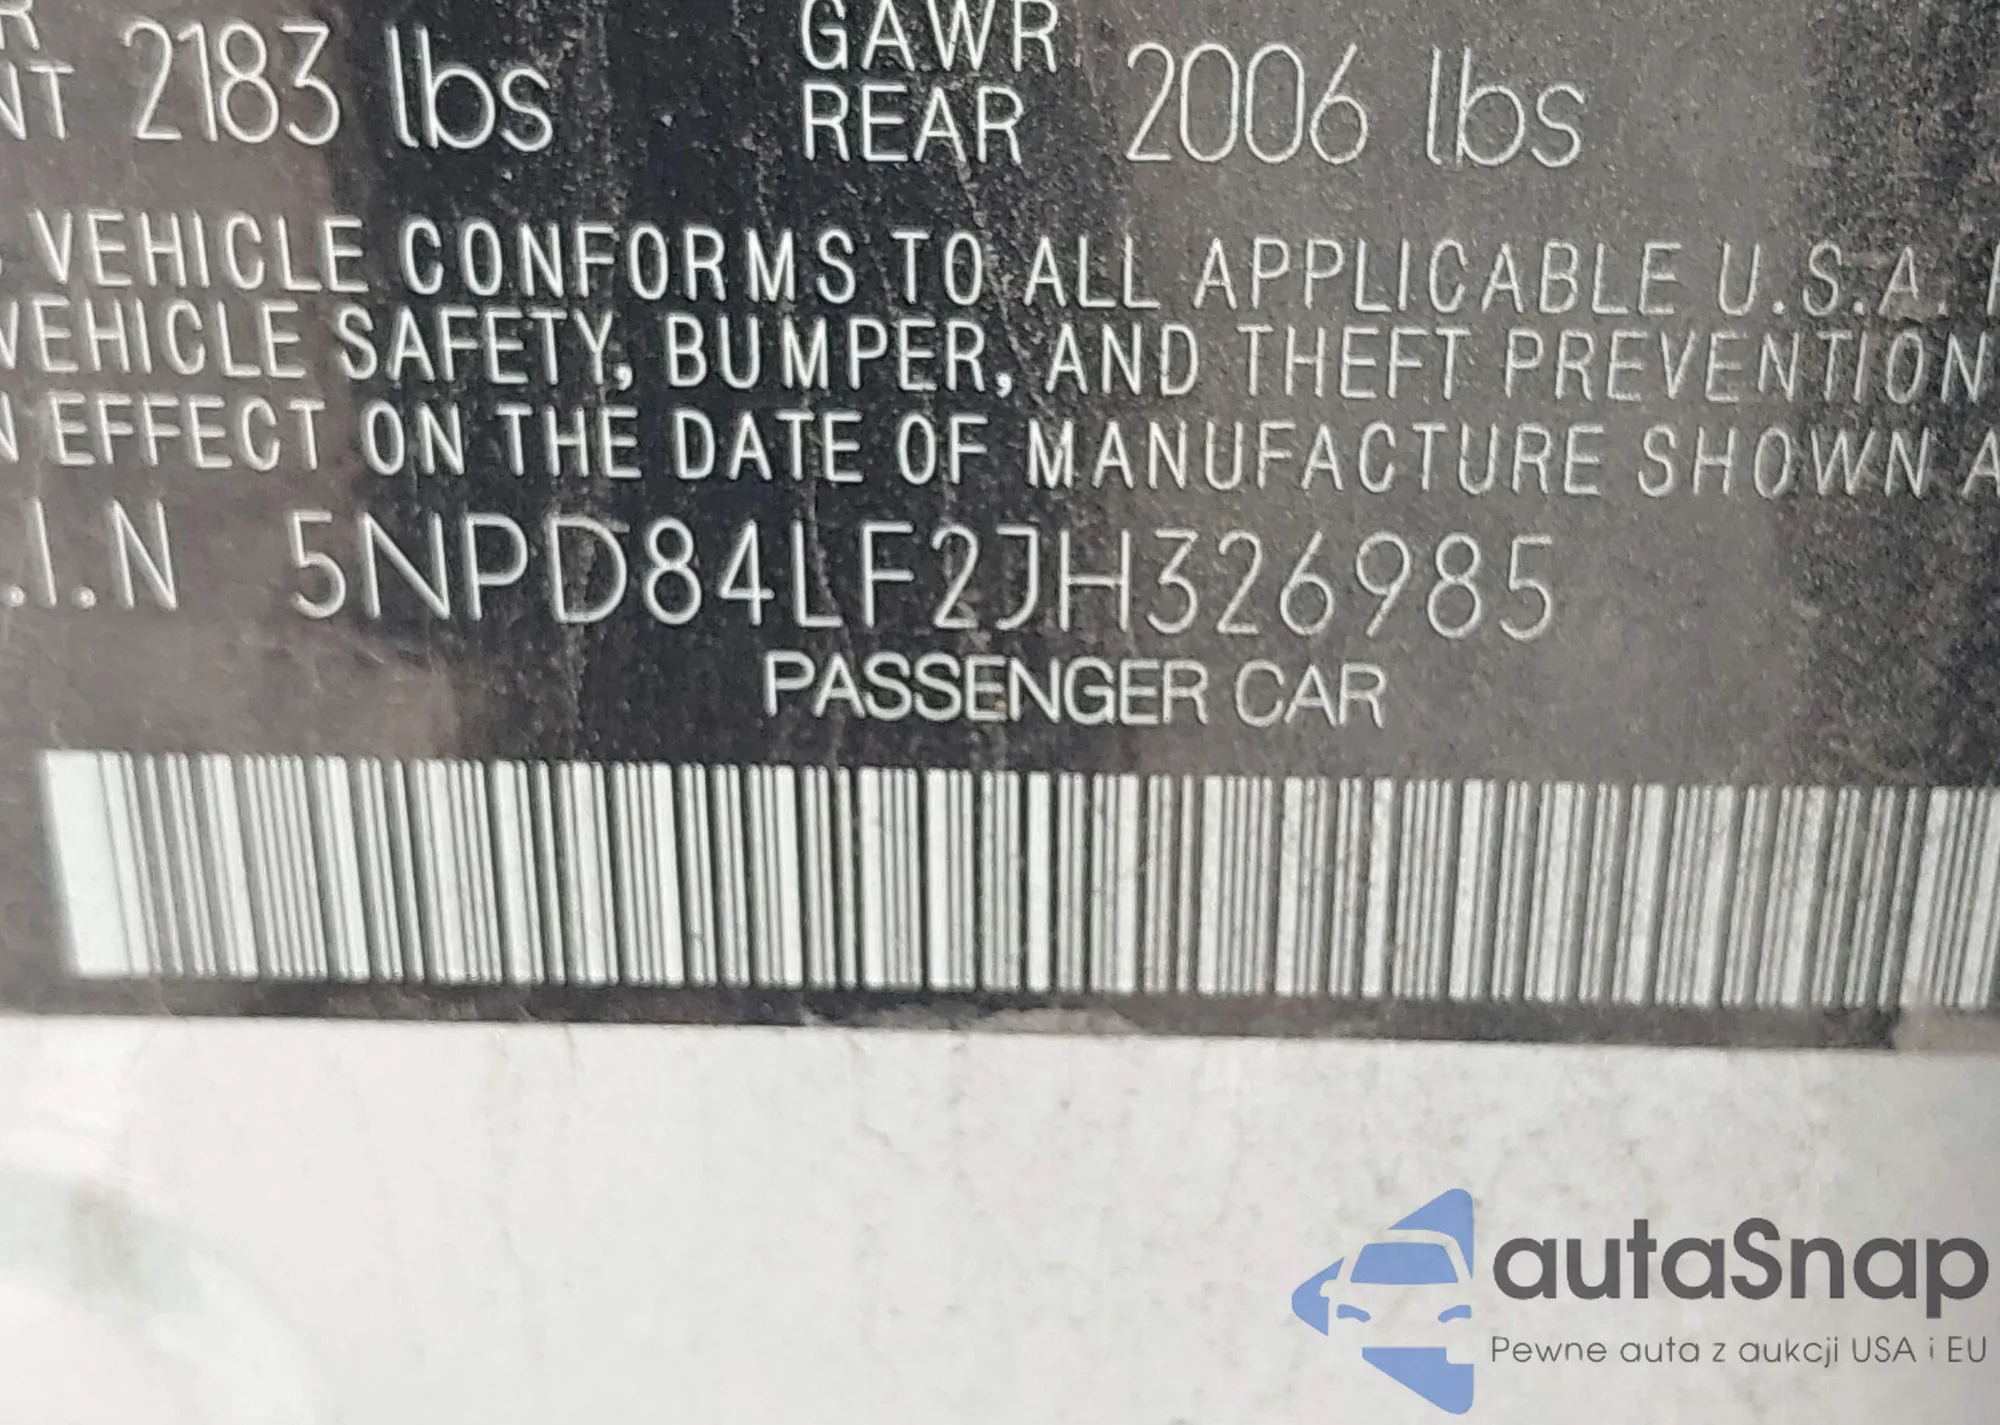 NT 2183 lbs
GAWR
REAR 2006 lbs
VEHICLE CONFORMS TO ALL APPLICABLE U.S.A.
VEHICLE SAFETY, BUMPER, AND THEFT PREVENTION
N EFFECT ON THE DATE OF MANUFACTURE SHOWN A
.I.N 5NPD84LF2JH326985
PASSENGER CAR
autaSnap
Pewne auta z aukcji USA i EU